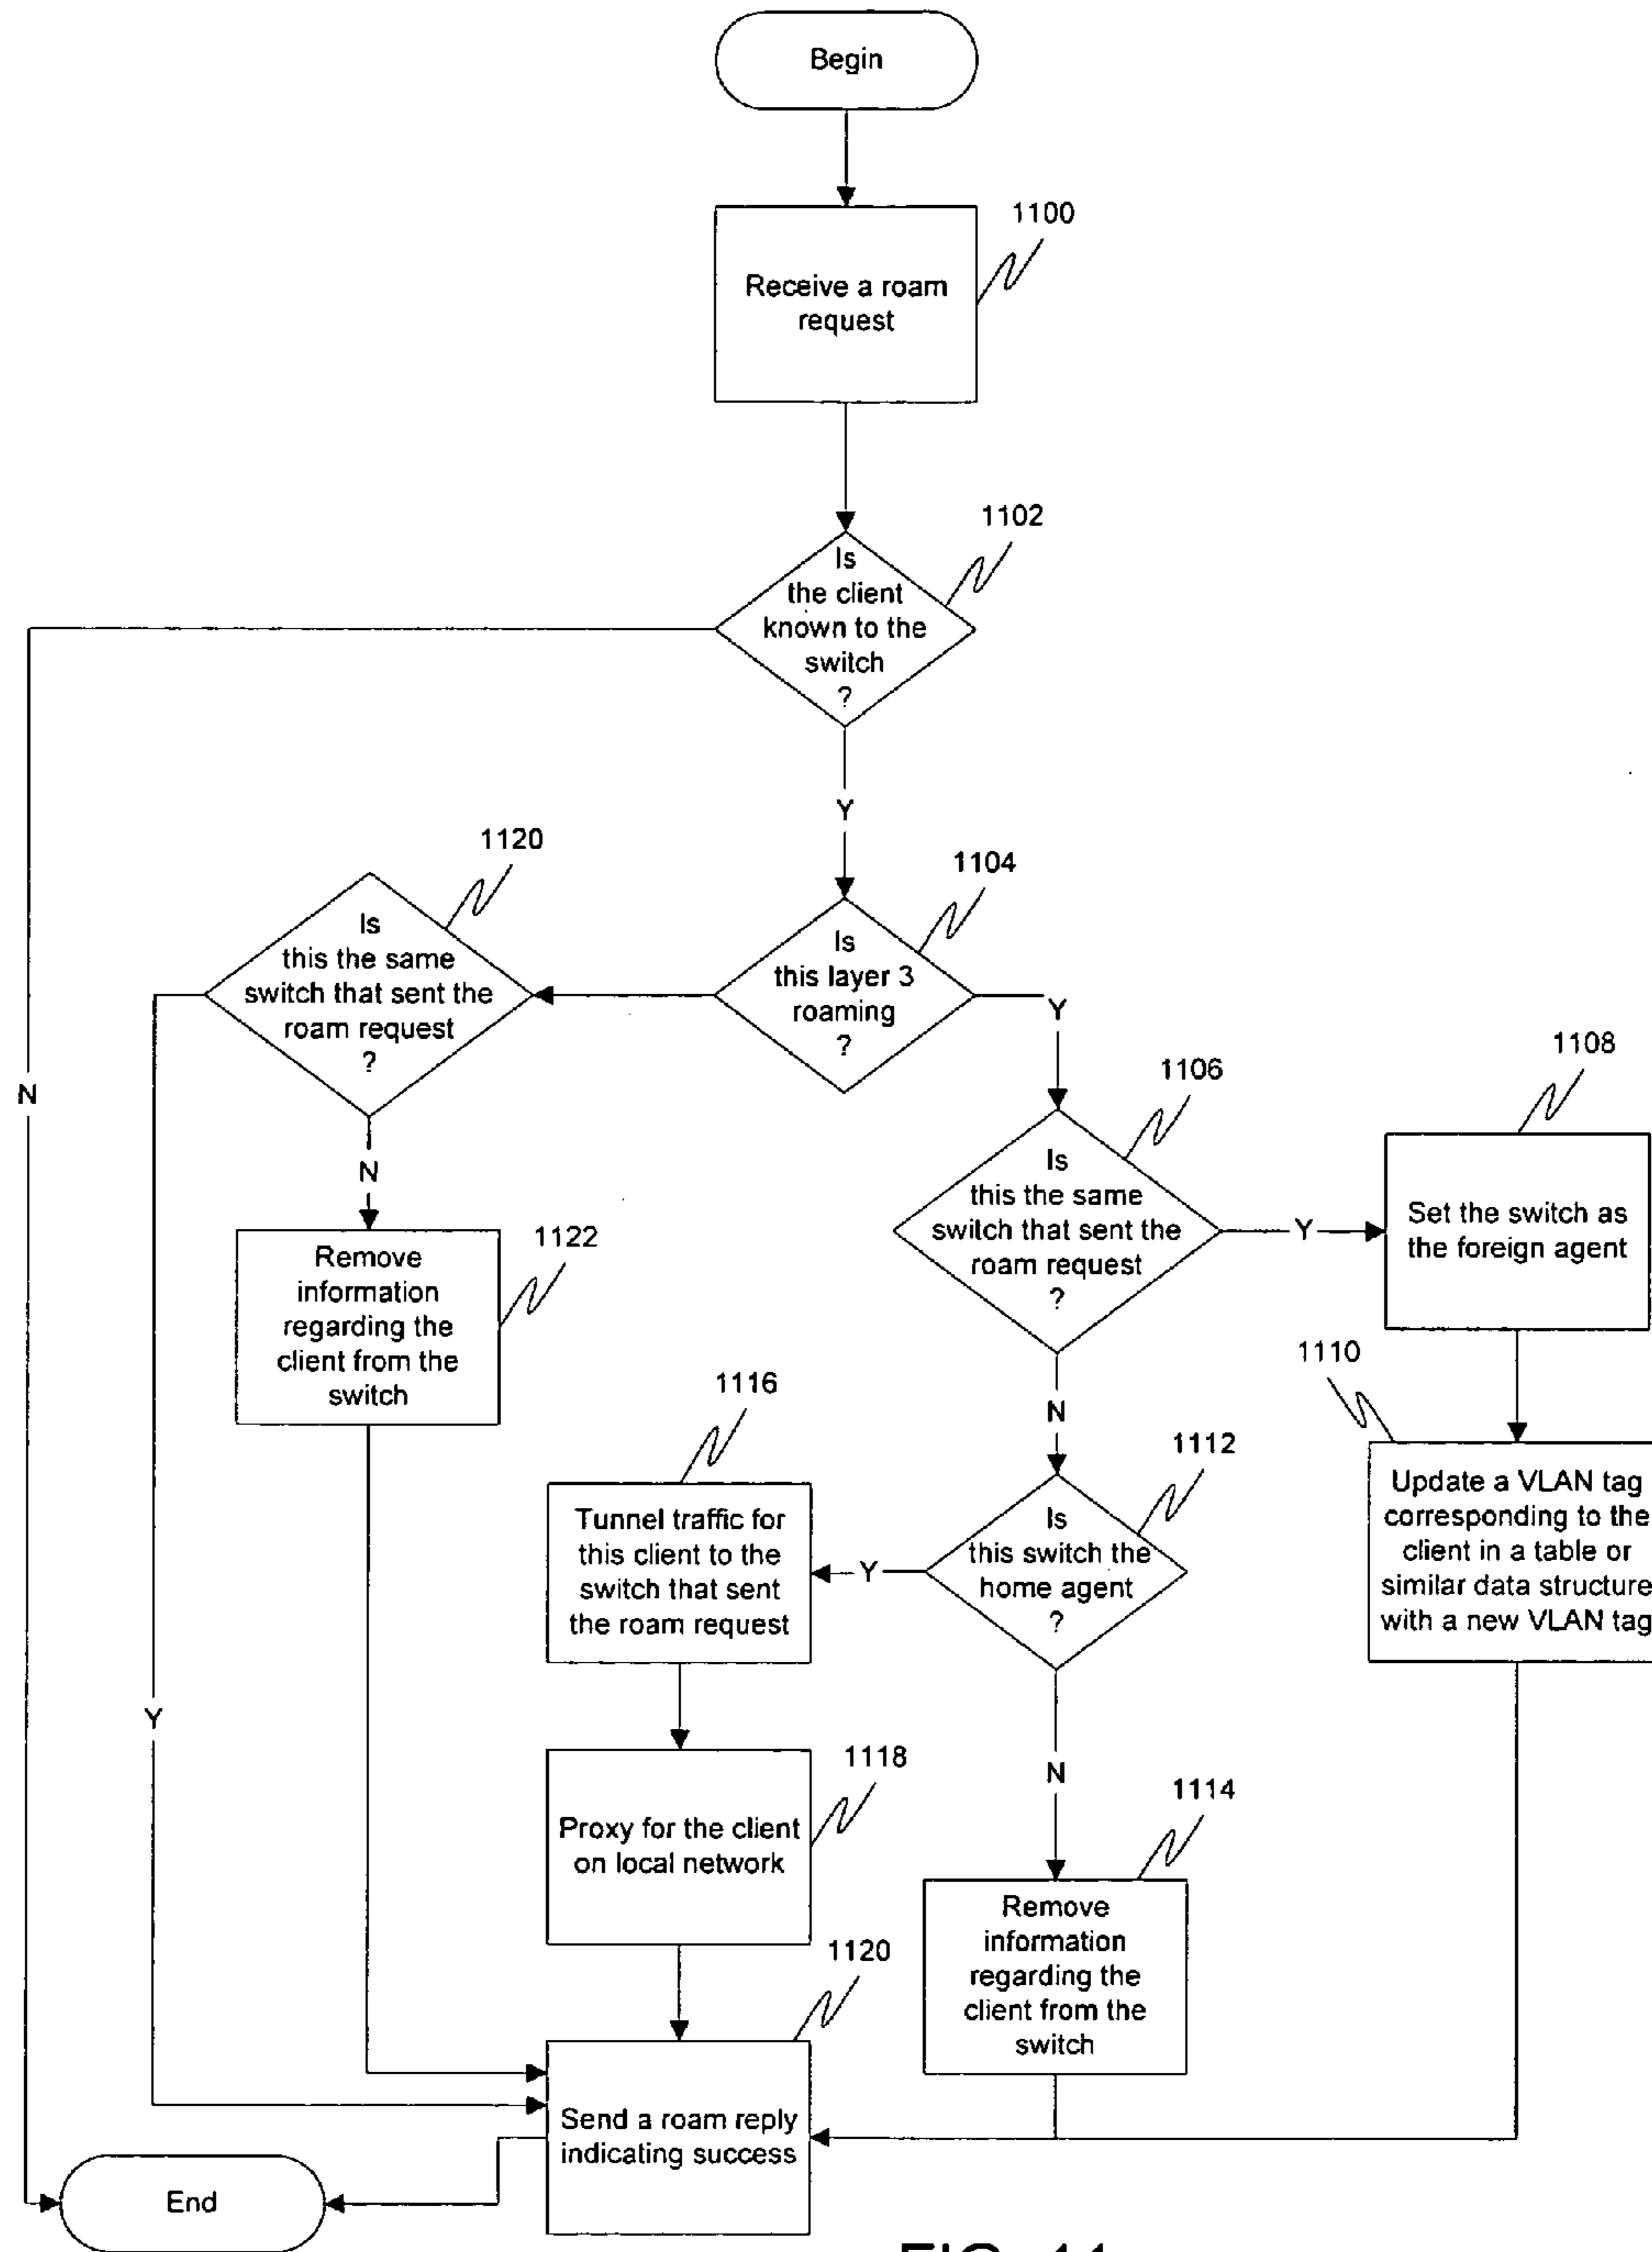 Begin
1100
Receive a roam
request
1102
Is
the client
known to the
switch
?
Y
1120
Is
this the same
switch that sent the
roam request
?
1104
Is
this layer 3
roaming
?
Y
N
1106
Is
this the same
switch that sent the
roam request
?
Y
1108
Set the switch as
the foreign agent
N
1122
Remove
information
regarding the
client from the
switch
1110
Update a VLAN tag
corresponding to the
client in a table or
similar data structure
with a new VLAN tag
N
1116
Tunnel traffic for
this client to the
switch that sent
the roam request
1112
Is
this switch the
home agent
?
Y
Y
N
1118
Proxy for the client
on local network
1114
Remove
information
regarding the
client from the
switch
1120
Send a roam reply
indicating success
End
FIG. 11